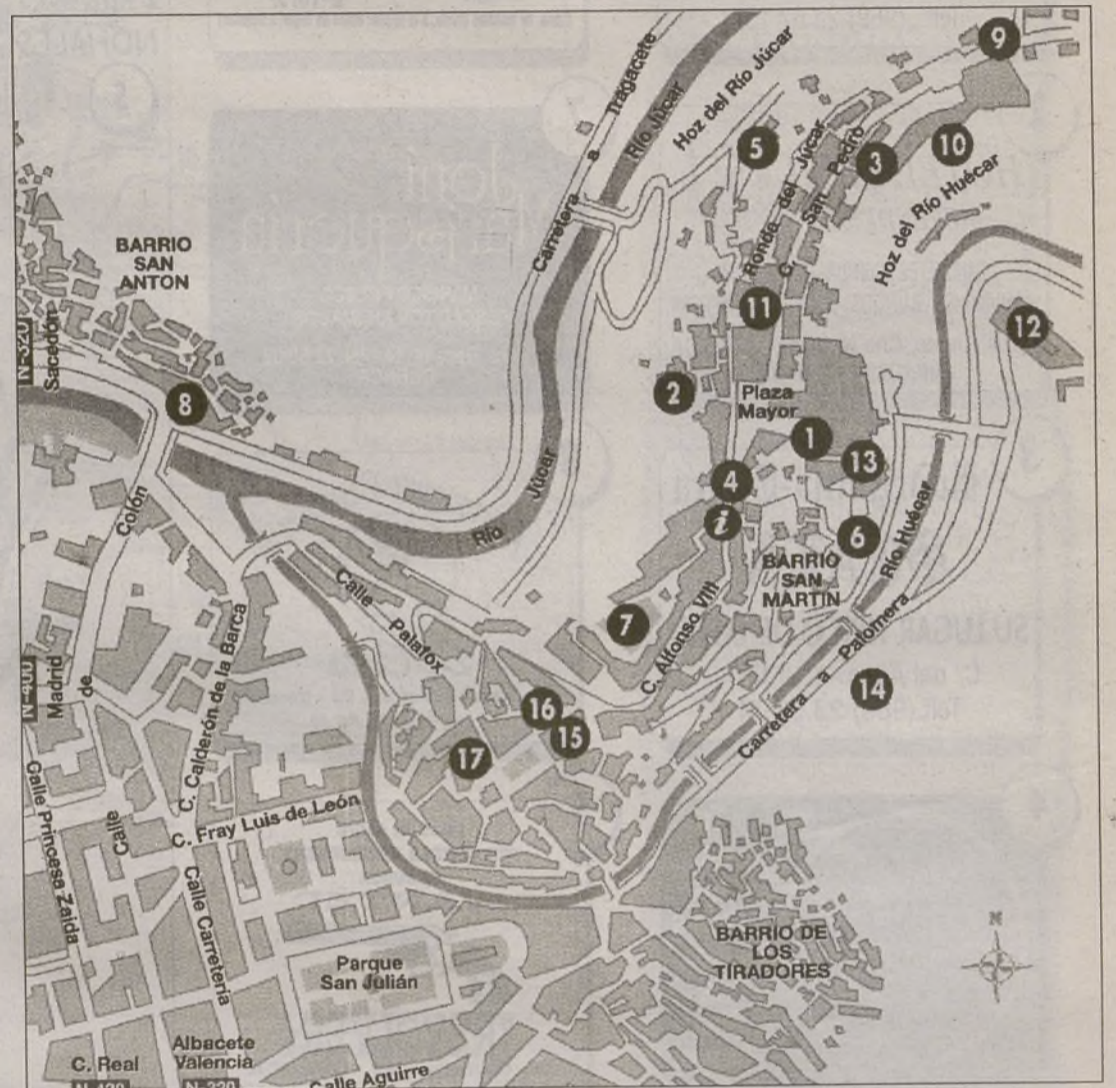 9
Carretera a Tragacete
Río Júcar
Hoz del Río Júcar
5
Ronda del Júcar
C. San Pedro
3
10
Hoz del Río Huécar
BARRIO
SAN
ANTON
11
12
N-320
Sacedón
8
2
Plaza
Mayor
1
13
4
i
6
Río Júcar
Colón
BARRIO
SAN
MARTIN
Río Huécar
Calle Palafox
7
C. Alfonso VIII
Carretera a Palomera
14
C. Calderón de la Barca
N-400
Madrid
de
16
15
17
Calle Princesa Zaida
Calle
C. Fray Luis de León
Calle Carretería
Parque
San Julián
BARRIO DE
LOS
TIRADORES
N
C. Real
Albacete
Valencia
Calle Aguirre
N-420
N-320